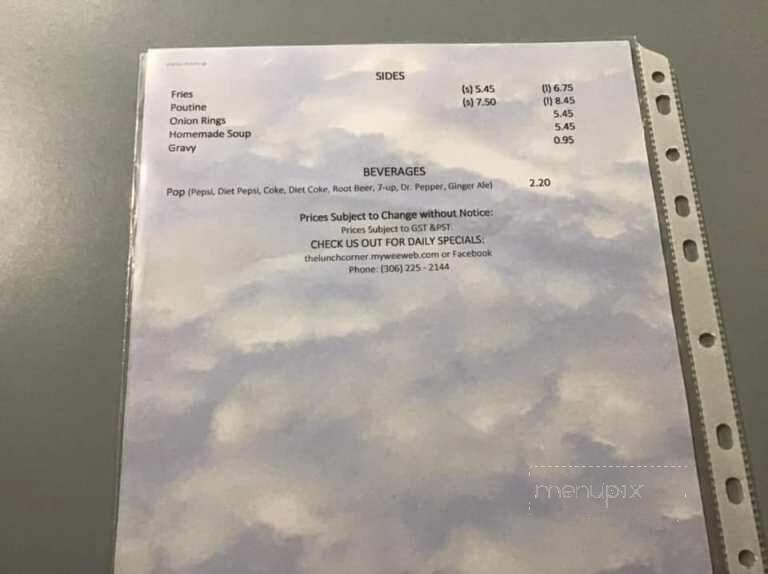 SIDES
Fries (s) 5.45 (l) 6.75
Poutine (s) 7.50 (l) 8.45
Onion Rings 5.45
Homemade Soup 5.45
Gravy 0.95
BEVERAGES
Pop (Pepsi, Diet Pepsi, Coke, Diet Coke, Root Beer, 7-up, Dr. Pepper, Ginger Ale) 2.20
Prices Subject to Change without Notice:
Prices Subject to GST &PST:
CHECK US OUT FOR DAILY SPECIALS:
thelunchcorner.myweeweb.com or Facebook
Phone: (306) 225 - 2144
menupix